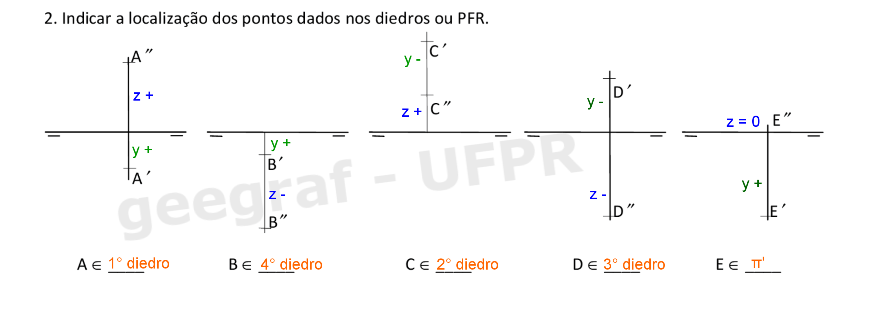 2. Indicar a localização dos pontos dados nos diedros ou PFR.
A″
z +
y +
A′
y +
B′
z -
B″
C′
y -
z + C″
D′
y -
z -
D″
z = 0 E″
y +
E′
geegraf - UFPR
A ∈ 1° diedro B ∈ 4° diedro C ∈ 2° diedro D ∈ 3° diedro E ∈ π'